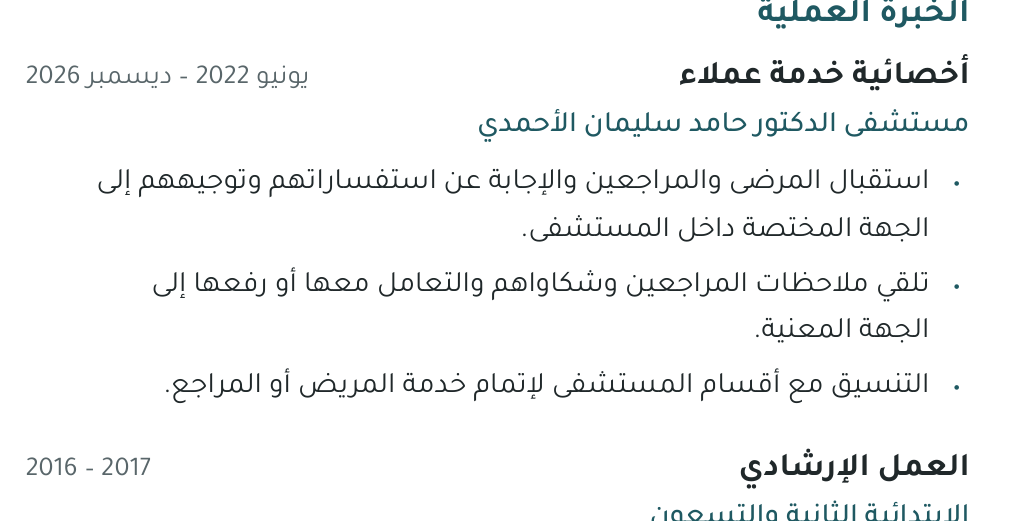 الخبرة العملية
أخصائية خدمة عملاء
يونيو 2022 - ديسمبر 2026
مستشفى الدكتور حامد سليمان الأحمدي
• استقبال المرضى والمراجعين والإجابة عن استفساراتهم وتوجيههم إلى
الجهة المختصة داخل المستشفى.
• تلقي ملاحظات المراجعين وشكاواهم والتعامل معها أو رفعها إلى
الجهة المعنية.
• التنسيق مع أقسام المستشفى لإتمام خدمة المريض أو المراجع.
العمل الإرشادي
2016 - 2017
الابتدائية الثانية والتسعون